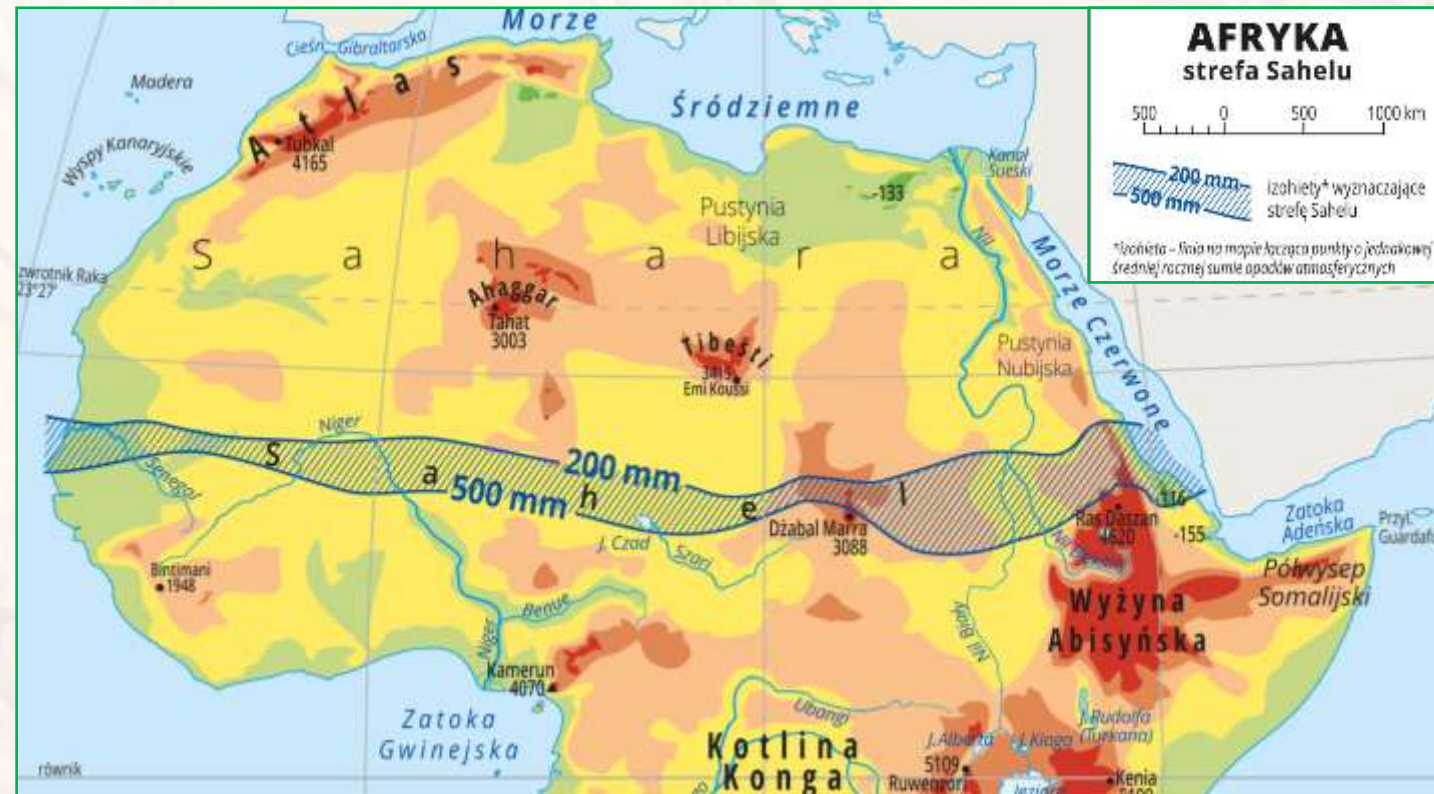 AFRYKA
strefa Sahelu
500 0 500 1000 km
200 mm
500 mm
izohiety* wyznaczające
strefę Sahelu
*izohieta – linia na mapie łącząca punkty o jednakowej
średniej rocznej sumie opadów atmosferycznych
Morze
Śródziemne
Cieśn. Gibraltarska
Madera
Atlas
Tubkal
4165
Wyspy Kanaryjskie
Kanał
Sueski
-133
Pustynia
Libijska
Nil
Sahara
Morze Czerwone
zwrotnik Raka
23°27'
Ahaggar
Tahat
3003
Tibesti
3415
Emi Koussi
Pustynia
Nubijska
Niger
Senegal
Sahel
200 mm
500 mm
J. Czad
Szari
Dżabal Marra
3088
Ras Daszan
4620
-116
-155
Zatoka
Adeńska
Przyl.
Guardafu
Półwysep
Somalijski
Bintimani
1948
Benue
Niger
Nil Biały
Wyżyna
Abisyńska
Kamerun
4070
Zatoka
Gwinejska
Ubangi
Kotlina
Konga
J. Alberta
J. Kioga
J. Rudolfa
(Turkana)
5109
Ruwenzori
Kenia
równik